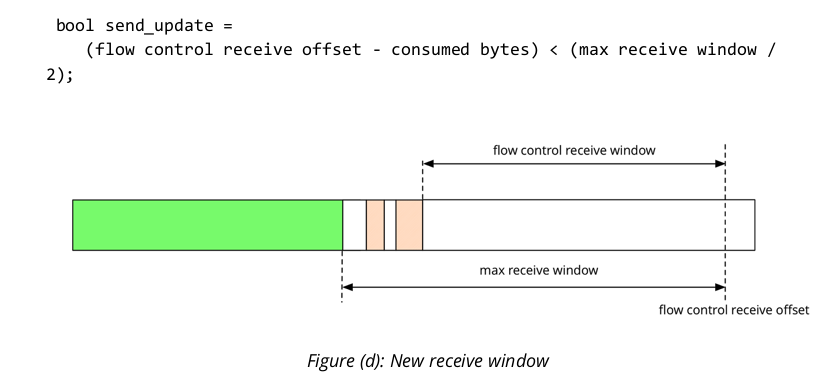 bool send_update =
(flow control receive offset - consumed bytes) < (max receive window /
2);
flow control receive window
max receive window
flow control receive offset
Figure (d): New receive window